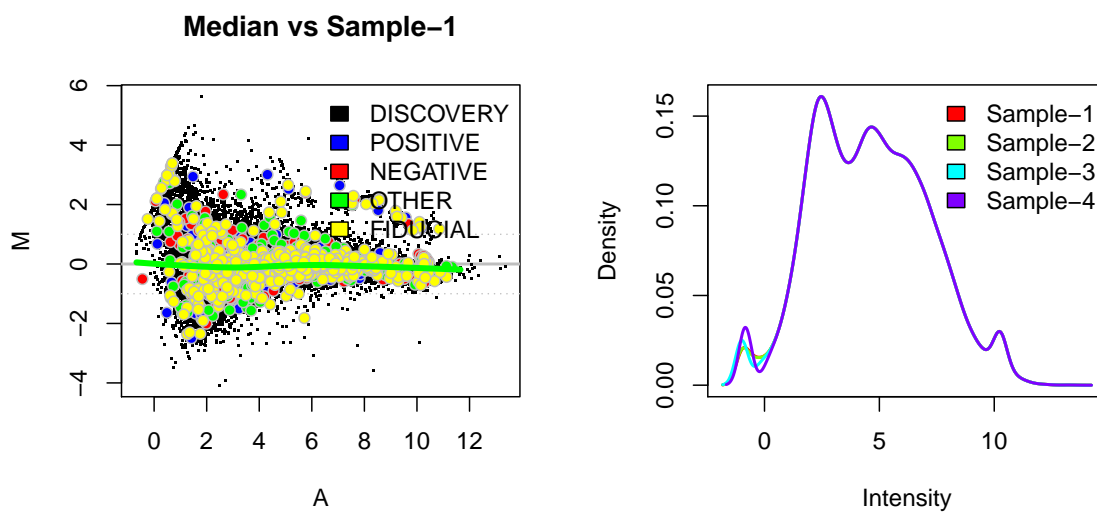 Median vs Sample−1
M
6
4
2
0
−2
−4
DISCOVERY
POSITIVE
NEGATIVE
OTHER
FIDUCIAL
0 2 4 6 8 10 12
A
Density
0.15
0.10
0.05
0.00
Sample−1
Sample−2
Sample−3
Sample−4
0 5 10
Intensity